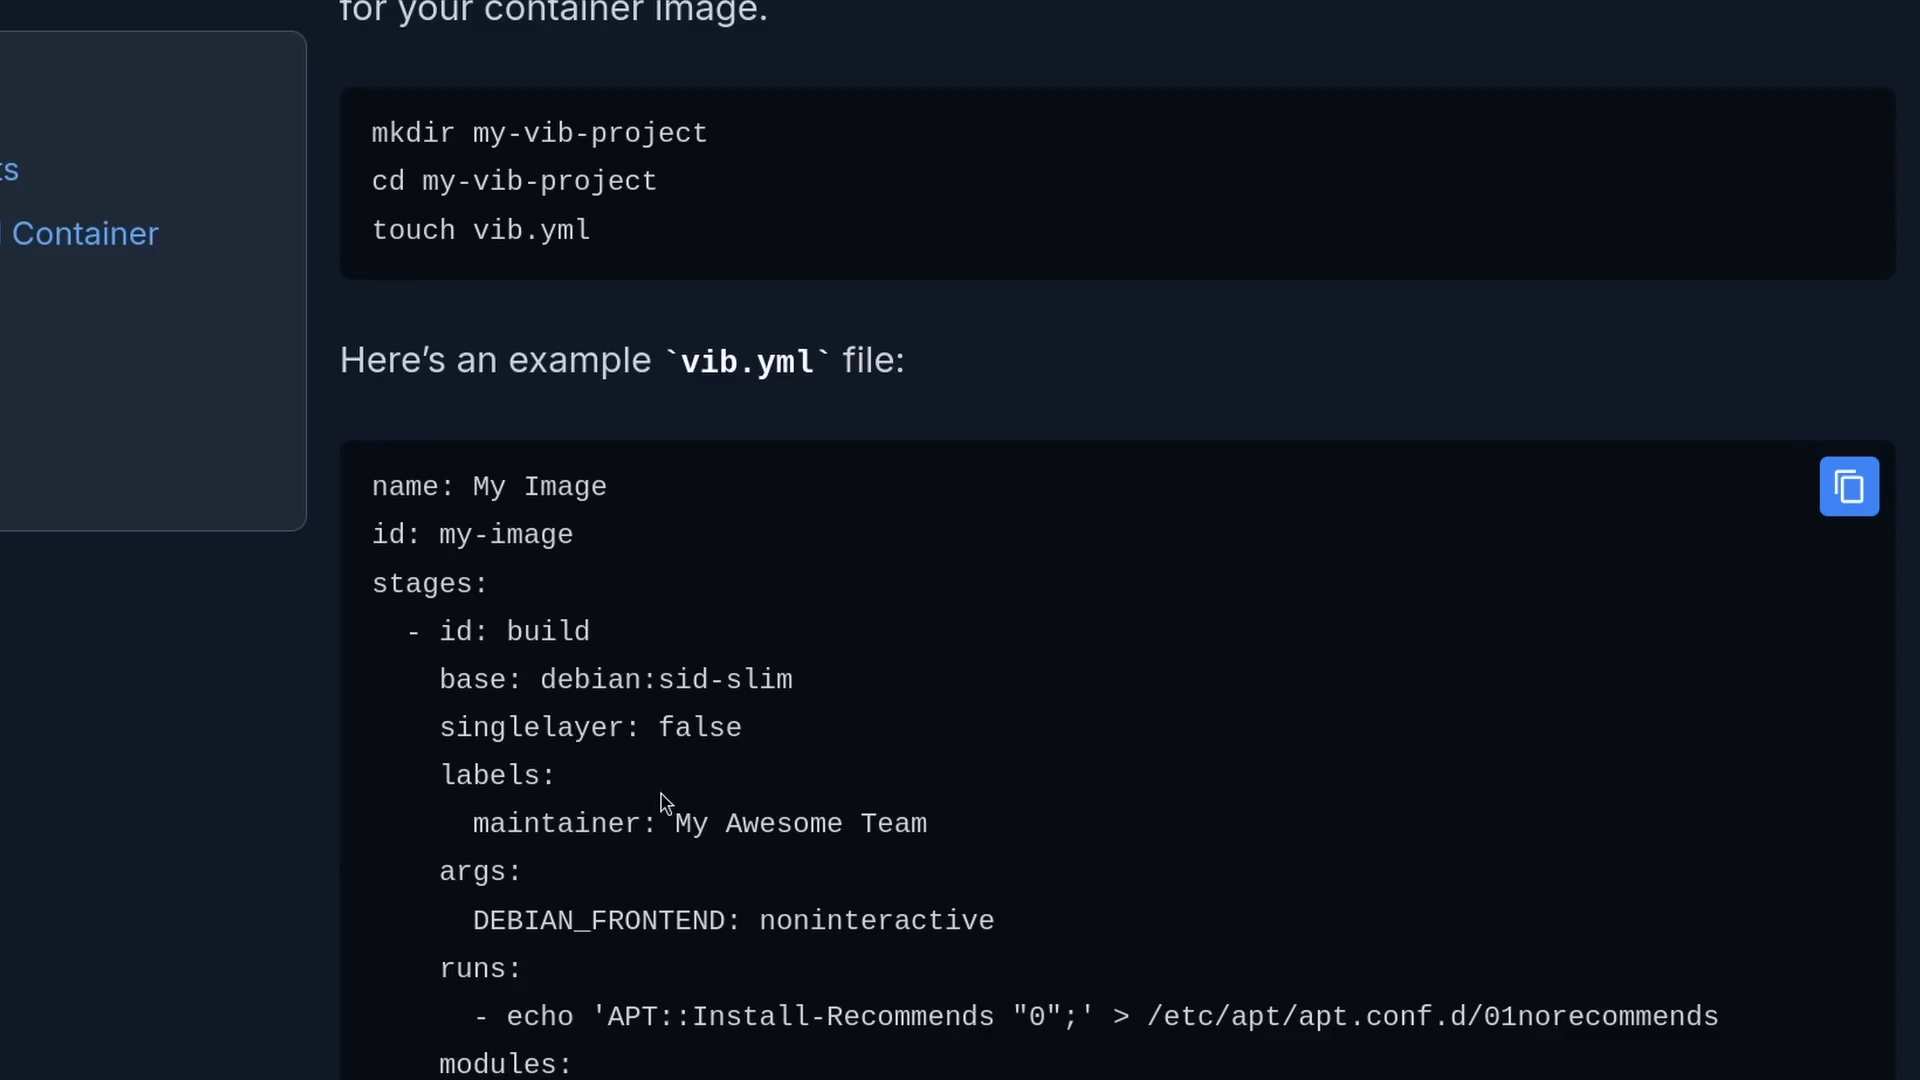 for your container image.
ts
Container
mkdir my-vib-project
cd my-vib-project
touch vib.yml
Here’s an example `vib.yml` file:
name: My Image
id: my-image
stages:
  - id: build
    base: debian:sid-slim
    singlelayer: false
    labels:
      maintainer: My Awesome Team
    args:
      DEBIAN_FRONTEND: noninteractive
    runs:
      - echo 'APT::Install-Recommends "0";' > /etc/apt/apt.conf.d/01norecommends
    modules: